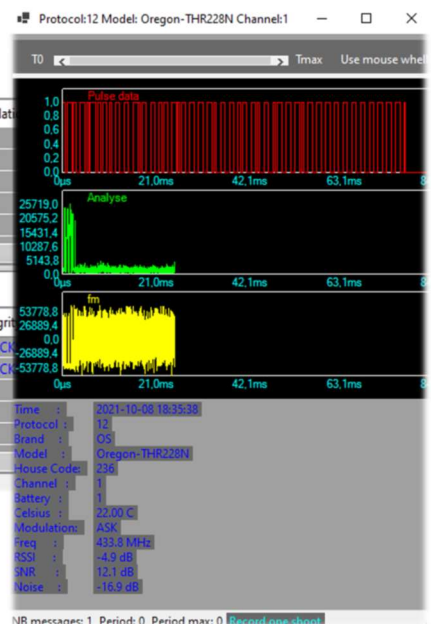 Protocol:12 Model: Oregon-THR228N Channel:1
T0 Tmax Use mouse whell
Pulse data
1,0
0,8
0,6
0,4
0,2
0,0
0µs 21,0ms 42,1ms 63,1ms 8
Analyse
25719,0
20575,2
15431,4
10287,6
5143,8
0,0
0µs 21,0ms 42,1ms 63,1ms 8
fm
53778,8
26889,4
0,0
-26889,4
-53778,8
0µs 21,0ms 42,1ms 63,1ms 8
Time : 2021-10-08 18:35:38
Protocol : 12
Brand : OS
Model : Oregon-THR228N
House Code: 236
Channel : 1
Battery : 1
Celsius : 22.00 C
Modulation: ASK
Freq : 433.8 MHz
RSSI : -4.9 dB
SNR : 12.1 dB
Noise : -16.9 dB
NB messages: 1 Period: 0 Period max: 0 Record one shoot